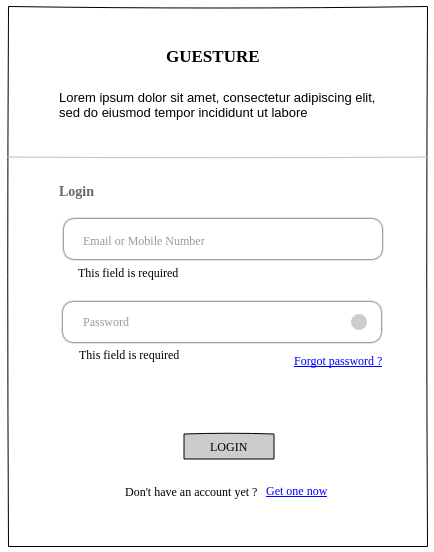 GUESTURE
Lorem ipsum dolor sit amet, consectetur adipiscing elit,
sed do eiusmod tempor incididunt ut labore
Login
Email or Mobile Number
This field is required
Password
This field is required
Forgot password ?
LOGIN
Don't have an account yet ? Get one now